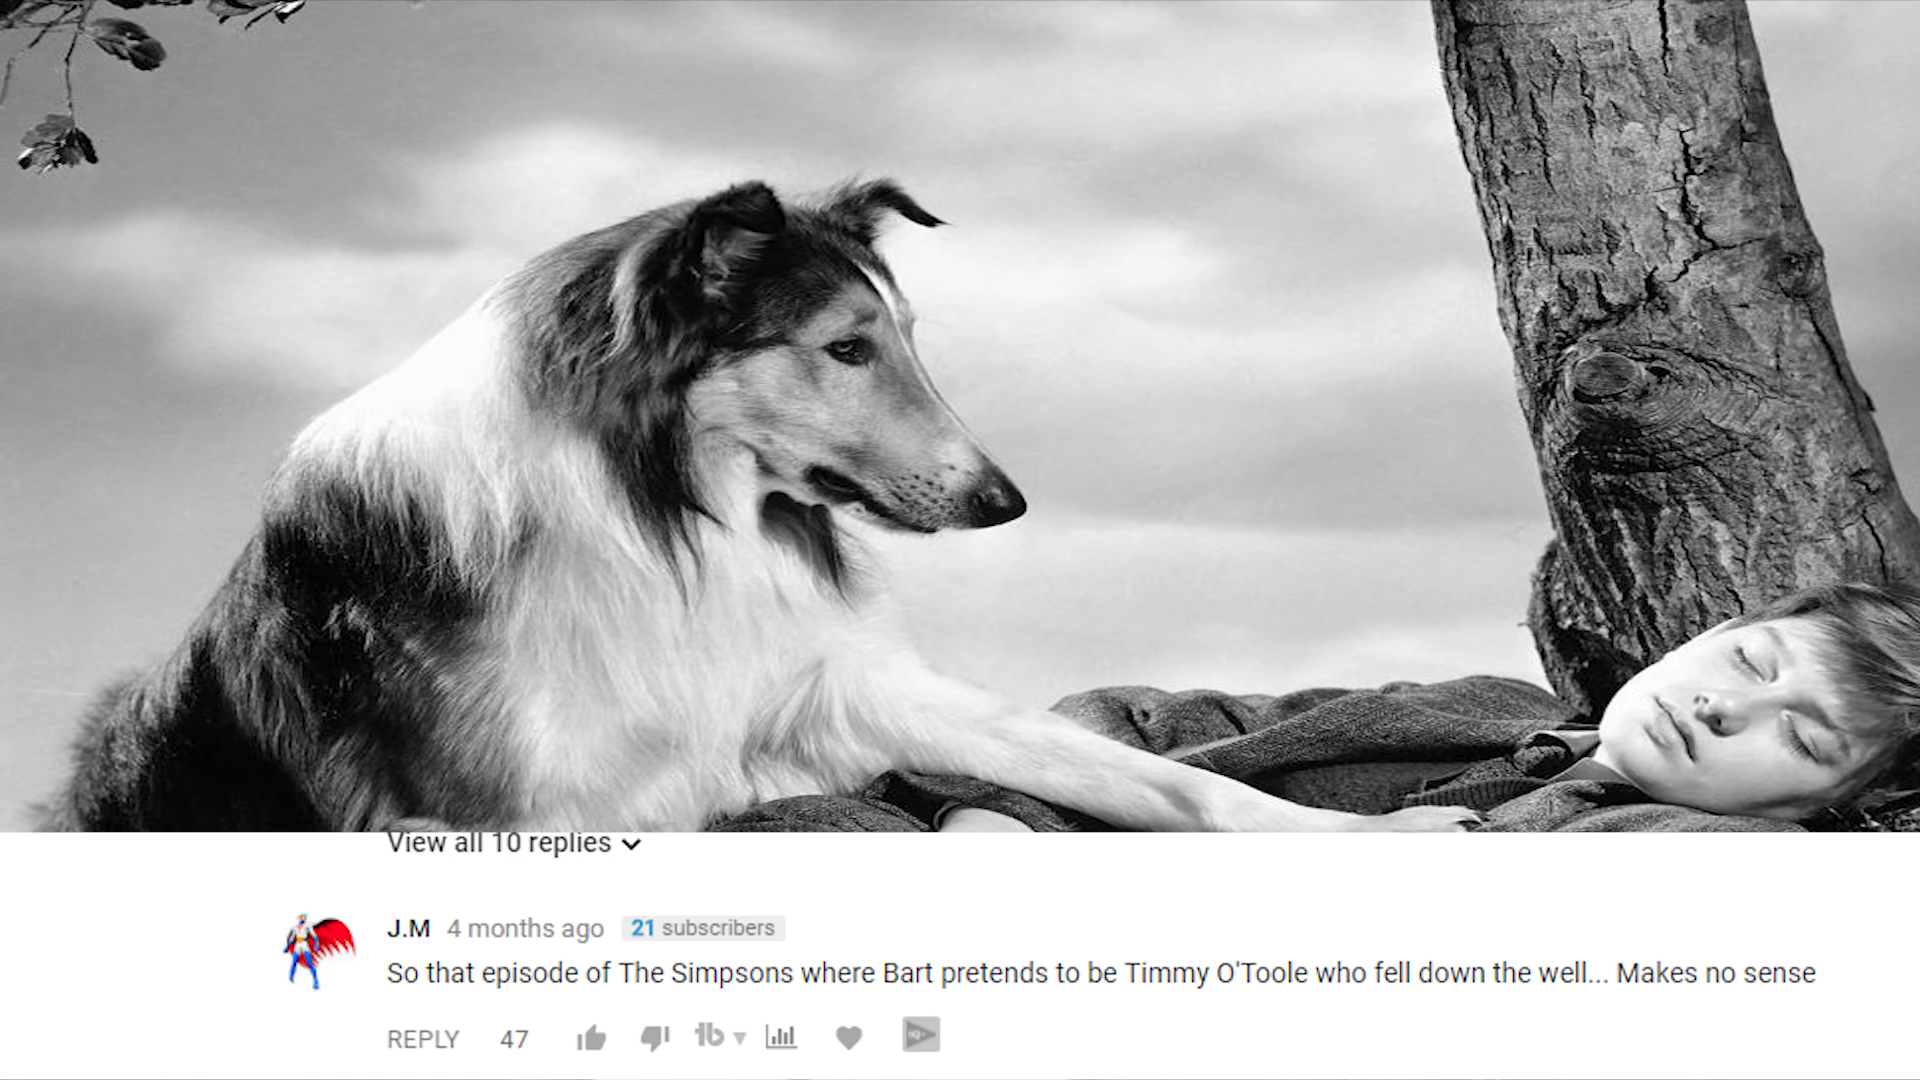 View all 10 replies
J.M 4 months ago 21 subscribers
So that episode of The Simpsons where Bart pretends to be Timmy O'Toole who fell down the well... Makes no sense
REPLY 47 tb